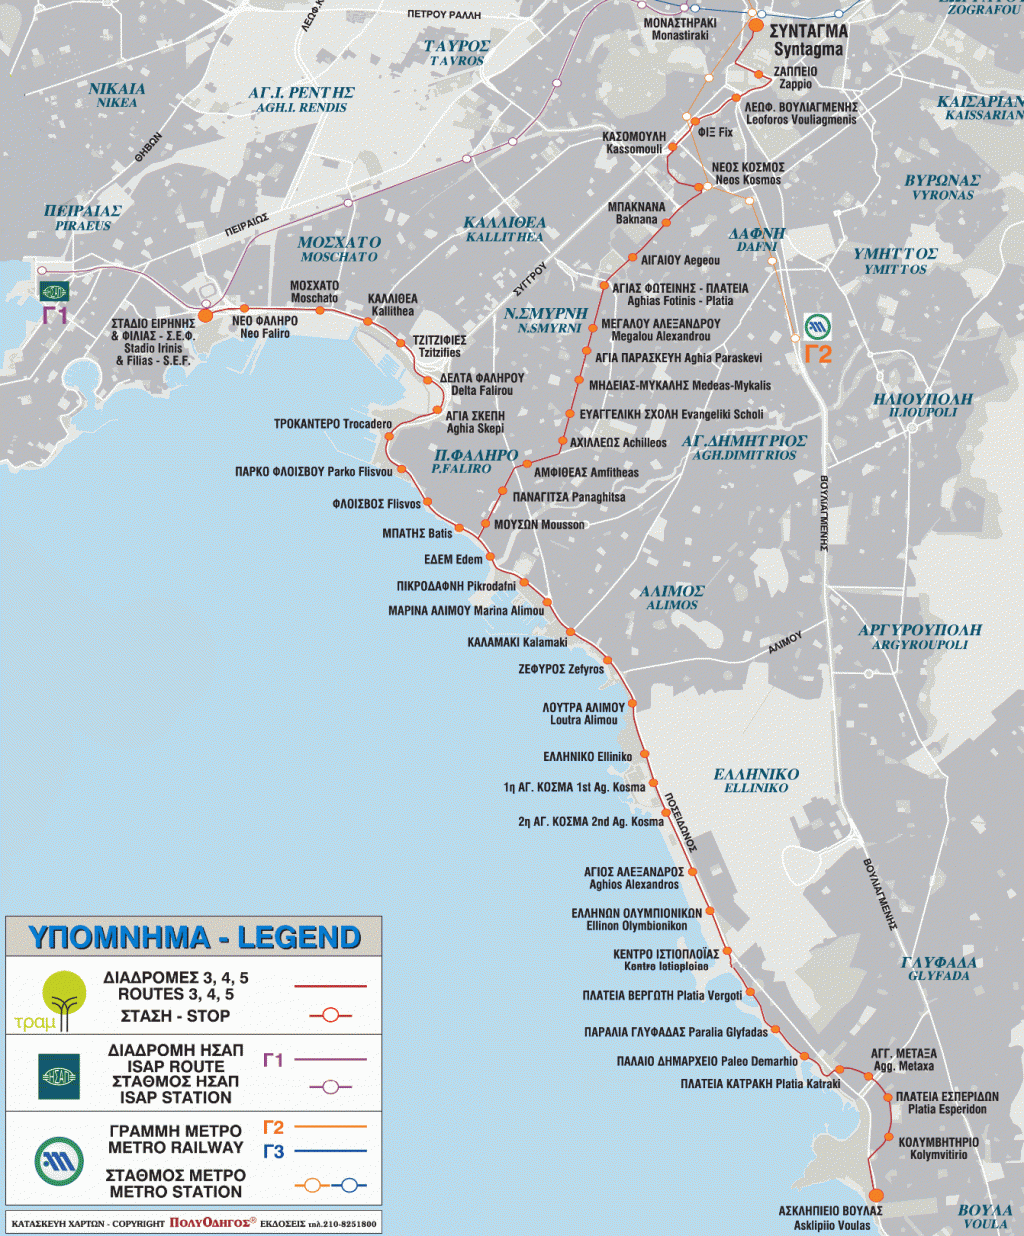 ΠΕΤΡΟΥ ΡΑΛΛΗ
ΛΕΩΦ.Κ
ΜΟΝΑΣΤΗΡΑΚΙ
Monastiraki
ΣΥΝΤΑΓΜΑ
Syntagma
ZOGRAFOU
ΤΑΥΡΟΣ
TAVROS
ΖΑΠΠΕΙΟ
Zappio
ΝΙΚΑΙΑ
NIKEA
ΑΓ.Ι. ΡΕΝΤΗΣ
AGH.I. RENDIS
ΛΕΩΦ. ΒΟΥΛΙΑΓΜΕΝΗΣ
Leoforos Vouliagmenis
ΚΑΙΣΑΡΙΑΝ
KAISSARIAN
ΦΙΞ Fix
ΚΑΣΟΜΟΥΛΗ
Kassomouli
ΘΗΒΩΝ
ΝΕΟΣ ΚΟΣΜΟΣ
Neos Kosmos
ΒΥΡΩΝΑΣ
VYRONAS
ΠΕΙΡΑΙΑΣ
PIRAEUS
ΠΕΙΡΑΙΩΣ
ΜΠΑΚΝΑΝΑ
Baknana
ΚΑΛΛΙΘΕΑ
KALLITHEA
ΔΑΦΝΗ
DAFNI
ΜΟΣΧΑΤΟ
MOSCHATO
ΥΜΗΤΤΟΣ
YMITTOS
ΑΙΓΑΙΟΥ Aegeou
ΣΥΓΓΡΟΥ
ΗΣΑΠ
Γ1
ΑΓΙΑΣ ΦΩΤΕΙΝΗΣ - ΠΛΑΤΕΙΑ
Aghias Fotinis - Platia
ΜΟΣΧΑΤΟ
Moschato
ΚΑΛΛΙΘΕΑ
Kallithea
Ν.ΣΜΥΡΝΗ
N.SMYRNI
ΣΤΑΔΙΟ ΕΙΡΗΝΗΣ
& ΦΙΛΙΑΣ - Σ.Ε.Φ.
Stadio Irinis
& Filias - S.E.F.
ΝΕΟ ΦΑΛΗΡΟ
Neo Faliro
ΜΕΓΑΛΟΥ ΑΛΕΞΑΝΔΡΟΥ
Megalou Alexandrou
Γ2
ΤΖΙΤΖΙΦΙΕΣ
Tzitzifies
ΑΓΙΑ ΠΑΡΑΣΚΕΥΗ Aghia Paraskevi
ΔΕΛΤΑ ΦΑΛΗΡΟΥ
Delta Falirou
ΜΗΔΕΙΑΣ-ΜΥΚΑΛΗΣ Medeas-Mykalis
ΗΛΙΟΥΠΟΛΗ
ILIOUPOLI
ΑΓΙΑ ΣΚΕΠΗ
Aghia Skepi
ΕΥΑΓΓΕΛΙΚΗ ΣΧΟΛΗ Evangeliki Scholi
ΤΡΟΚΑΝΤΕΡΟ Trocadero
ΑΧΙΛΛΕΩΣ Achilleos
ΑΓ.ΔΗΜΗΤΡΙΟΣ
AGH.DIMITRIOS
Π.ΦΑΛΗΡΟ
P.FALIRO
ΠΑΡΚΟ ΦΛΟΙΣΒΟΥ Parko Flisvou
ΑΜΦΙΘΕΑΣ Amfitheas
ΒΟΥΛΙΑΓΜΕΝΗΣ
ΠΑΝΑΓΙΤΣΑ Panaghitsa
ΦΛΟΙΣΒΟΣ Flisvos
ΜΟΥΣΩΝ Mousson
ΜΠΑΤΗΣ Batis
ΕΔΕΜ Edem
ΠΙΚΡΟΔΑΦΝΗ Pikrodafni
ΑΛΙΜΟΣ
ALIMOS
ΜΑΡΙΝΑ ΑΛΙΜΟΥ Marina Alimou
ΑΡΓΥΡΟΥΠΟΛΗ
ARGYROUPOLI
ΚΑΛΑΜΑΚΙ Kalamaki
ΑΛΙΜΟΥ
ΖΕΦΥΡΟΣ Zefyros
ΛΟΥΤΡΑ ΑΛΙΜΟΥ
Loutra Alimou
ΕΛΛΗΝΙΚΟ Elliniko
ΕΛΛΗΝΙΚΟ
ELLINIKO
1η ΑΓ. ΚΟΣΜΑ 1st Ag. Kosma
ΠΟΣΕΙΔΩΝΟΣ
2η ΑΓ. ΚΟΣΜΑ 2nd Ag. Kosma
ΑΓΙΟΣ ΑΛΕΞΑΝΔΡΟΣ
Aghios Alexandros
ΒΟΥΛΙΑΓΜΕΝΗΣ
ΕΛΛΗΝΩΝ ΟΛΥΜΠΙΟΝΙΚΩΝ
Ellinon Olymbionikon
ΚΕΝΤΡΟ ΙΣΤΙΟΠΛΟΪΑΣ
Kentro Istioploias
ΓΛΥΦΑΔΑ
GLYFADA
ΠΛΑΤΕΙΑ ΒΕΡΓΩΤΗ Platia Vergoti
ΠΑΡΑΛΙΑ ΓΛΥΦΑΔΑΣ Paralia Glyfadas
ΠΑΛΑΙΟ ΔΗΜΑΡΧΕΙΟ Paleo Demarhio
ΑΓΓ. ΜΕΤΑΞΑ
Agg. Metaxa
ΠΛΑΤΕΙΑ ΚΑΤΡΑΚΗ Platia Katraki
ΠΛΑΤΕΙΑ ΕΣΠΕΡΙΔΩΝ
Platia Esperidon
ΚΟΛΥΜΒΗΤΗΡΙΟ
Kolymvitirio
ΑΣΚΛΗΠΙΕΙΟ ΒΟΥΛΑΣ
Asklipiio Voulas
ΒΟΥΛΑ
VOULA
ΥΠΟΜΝΗΜΑ - LEGEND
τραμ
ΔΙΑΔΡΟΜΕΣ 3, 4, 5
ROUTES 3, 4, 5
ΣΤΑΣΗ - STOP
ΗΣΑΠ
ΔΙΑΔΡΟΜΗ ΗΣΑΠ
ISAP ROUTE
Γ1
ΣΤΑΘΜΟΣ ΗΣΑΠ
ISAP STATION
ΓΡΑΜΜΗ ΜΕΤΡΟ
METRO RAILWAY
Γ2
Γ3
ΣΤΑΘΜΟΣ ΜΕΤΡΟ
METRO STATION
ΚΑΤΑΣΚΕΥΗ ΧΑΡΤΩΝ - COPYRIGHT ΠΟΛΥΟΔΗΓΟΣ® ΕΚΔΟΣΕΙΣ τηλ.210-8251800